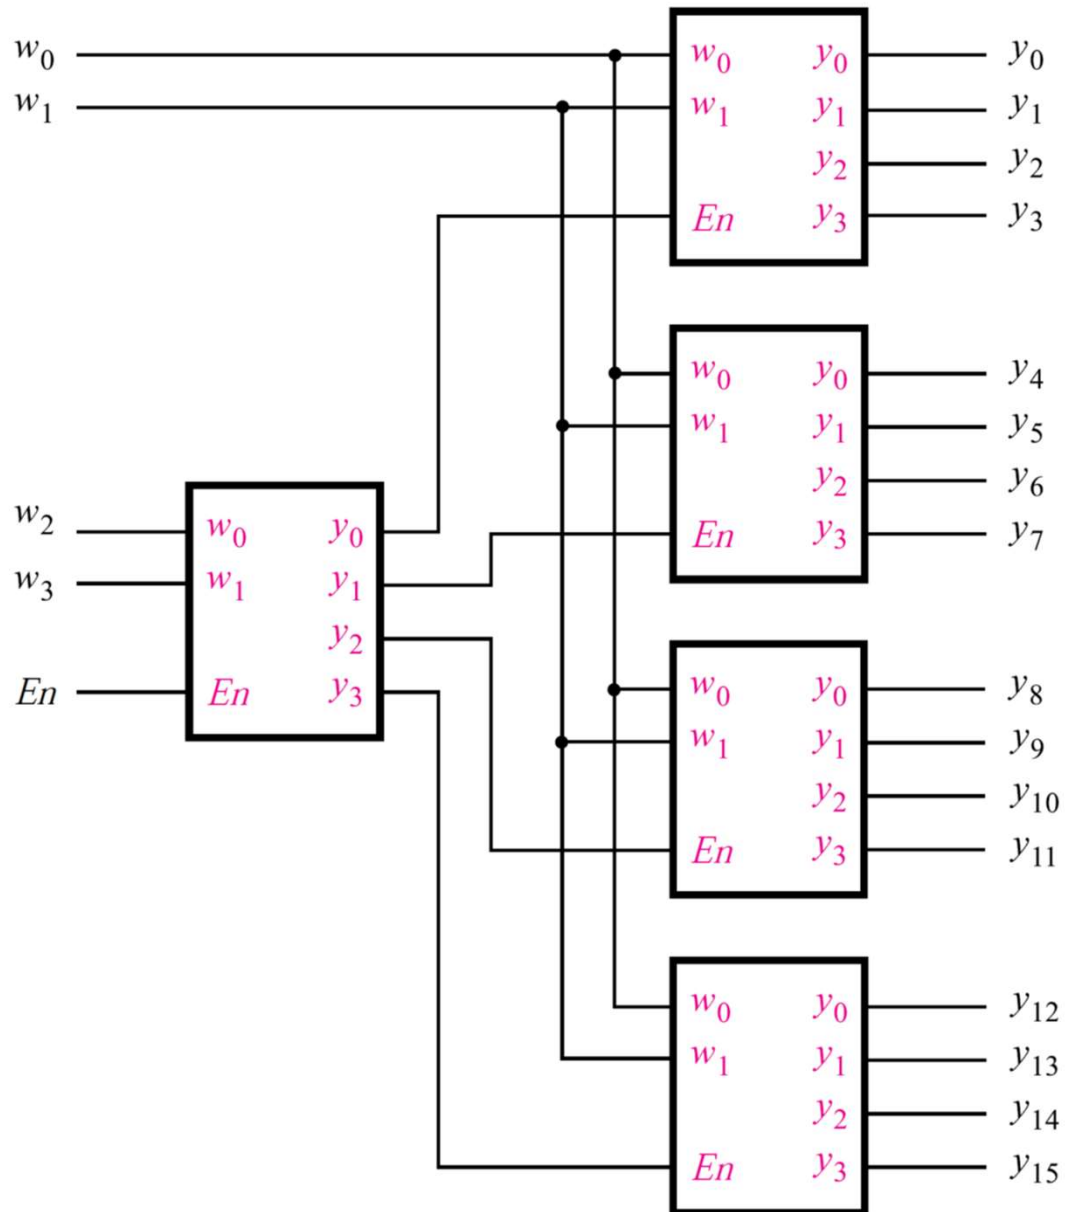 w0 w0 y0 y0
w1 w1 y1 y1
y2 y2
En y3 y3
w0 y0 y4
w1 y1 y5
y2 y6
En y3 y7
w2 w0 y0
w3 w1 y1
y2
En En y3
w0 y0 y8
w1 y1 y9
y2 y10
En y3 y11
w0 y0 y12
w1 y1 y13
y2 y14
En y3 y15